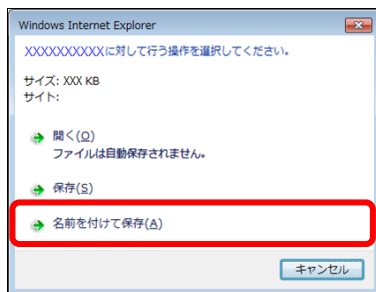 Windows Internet Explorer
XXXXXXXXXXに対して行う操作を選択してください。
サイズ: XXX KB
サイト:
開く(O)
ファイルは自動保存されません。
保存(S)
名前を付けて保存(A)
キャンセル